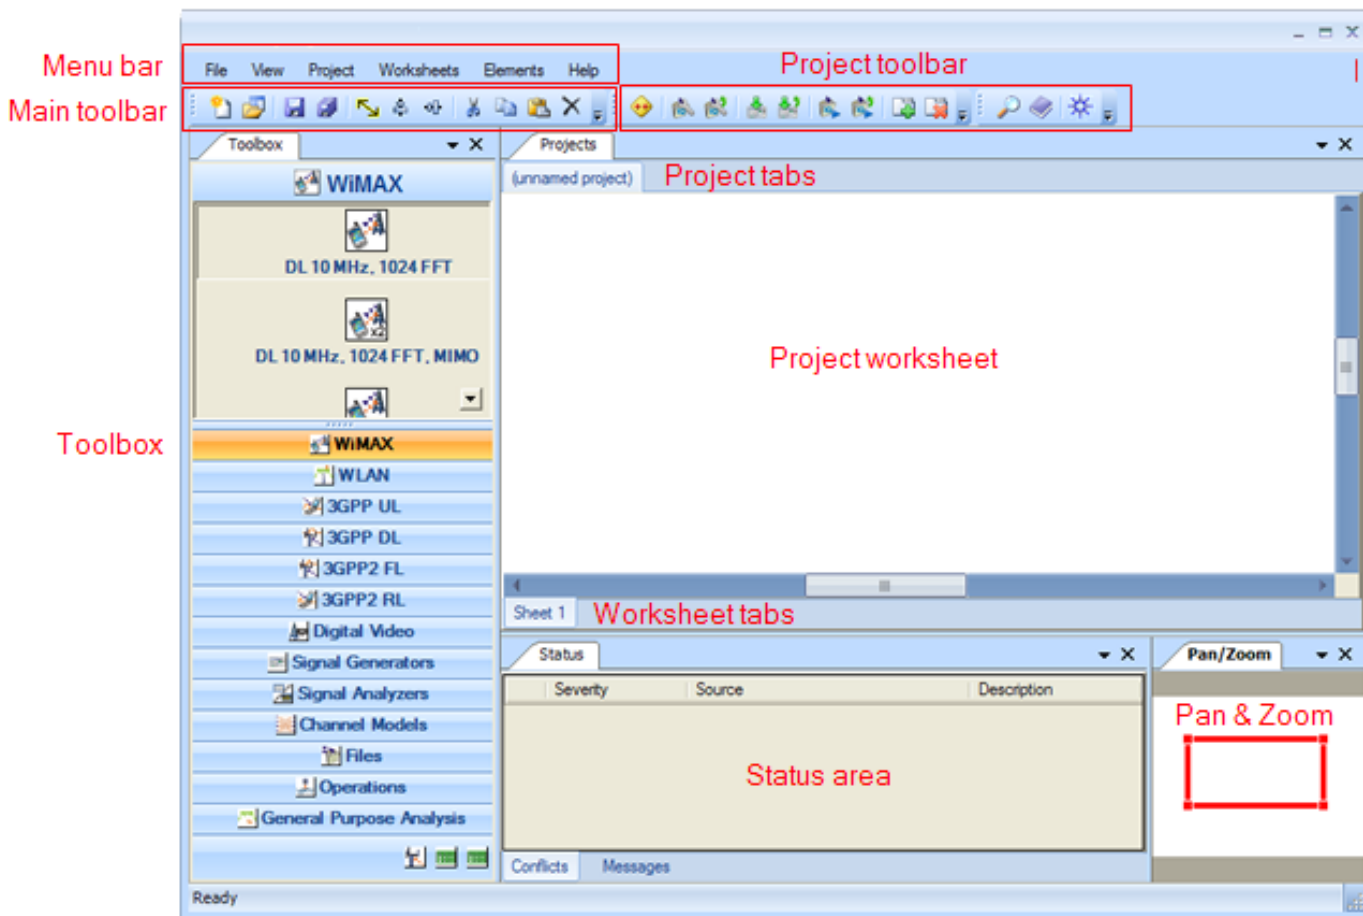 Menu bar
File View Project Worksheets Elements Help
Project toolbar
Main toolbar
Toolbox
Projects
(unnamed project)
Project tabs
WiMAX
DL 10 MHz, 1024 FFT
x2
DL 10 MHz, 1024 FFT, MIMO
Project worksheet
Toolbox
WiMAX
WLAN
3GPP UL
3GPP DL
3GPP2 FL
3GPP2 RL
Digital Video
Signal Generators
Signal Analyzers
Channel Models
Files
Operations
General Purpose Analysis
Sheet 1
Worksheet tabs
Status
Severity Source Description
Status area
Conflicts Messages
Pan/Zoom
Pan & Zoom
Ready